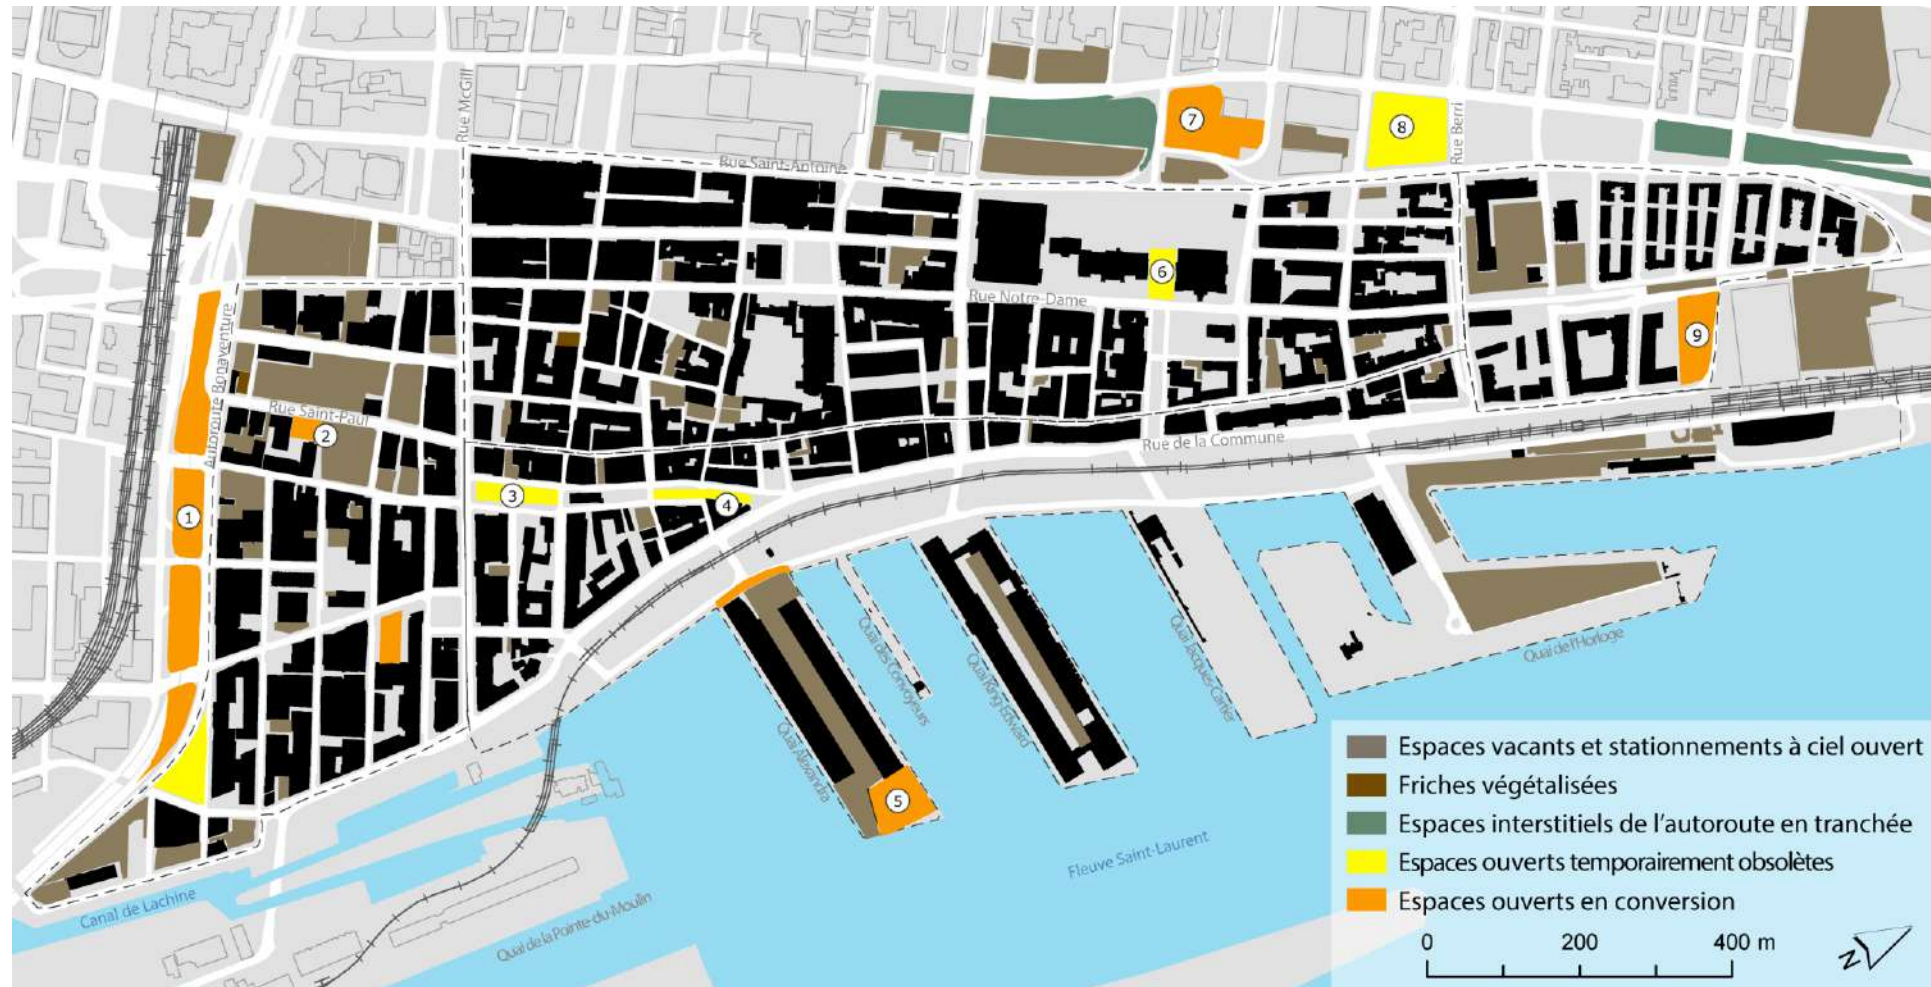 Rue McGill
Rue Saint-Antoine
7
8
Rue Berri
6
Rue Notre-Dame
9
Autoroute Bonaventure
Rue Saint-Paul
2
Rue de la Commune
1
3
4
Quai Alexandra
Quai des Convoyeurs
Quai King-Edward
Quai Jacques-Cartier
Quai de l'Horloge
5
Fleuve Saint-Laurent
Canal de Lachine
Quai de la Pointe-du-Moulin
Espaces vacants et stationnements à ciel ouvert
Friches végétalisées
Espaces interstitiels de l'autoroute en tranchée
Espaces ouverts temporairement obsolètes
Espaces ouverts en conversion
0 200 400 m
N